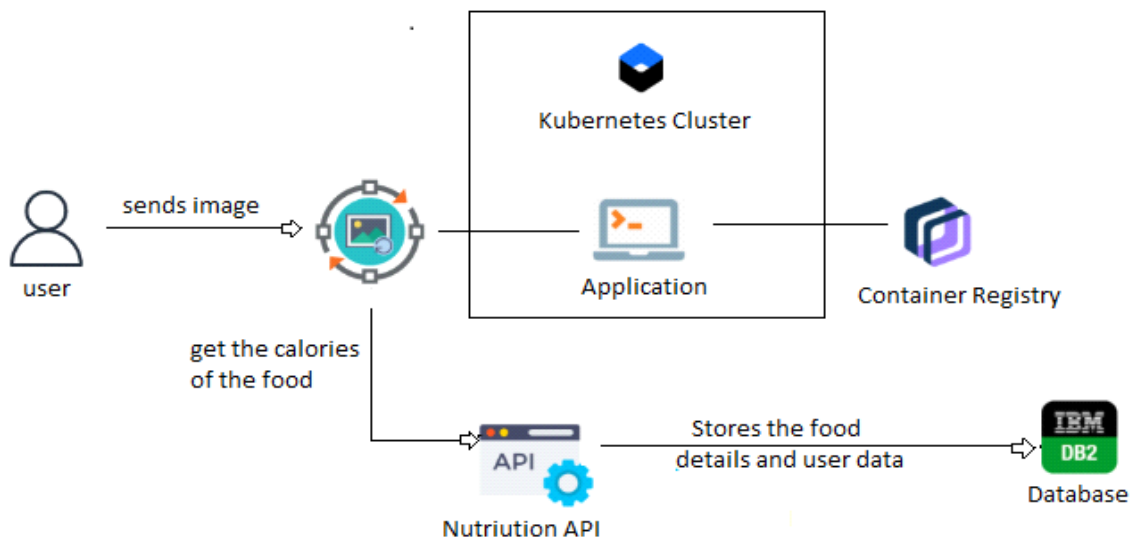 Kubernetes Cluster
sends image
>_
user
Application
Container Registry
get the calories
of the food
Stores the food
details and user data
API
IBM
DB2
Database
Nutriution API